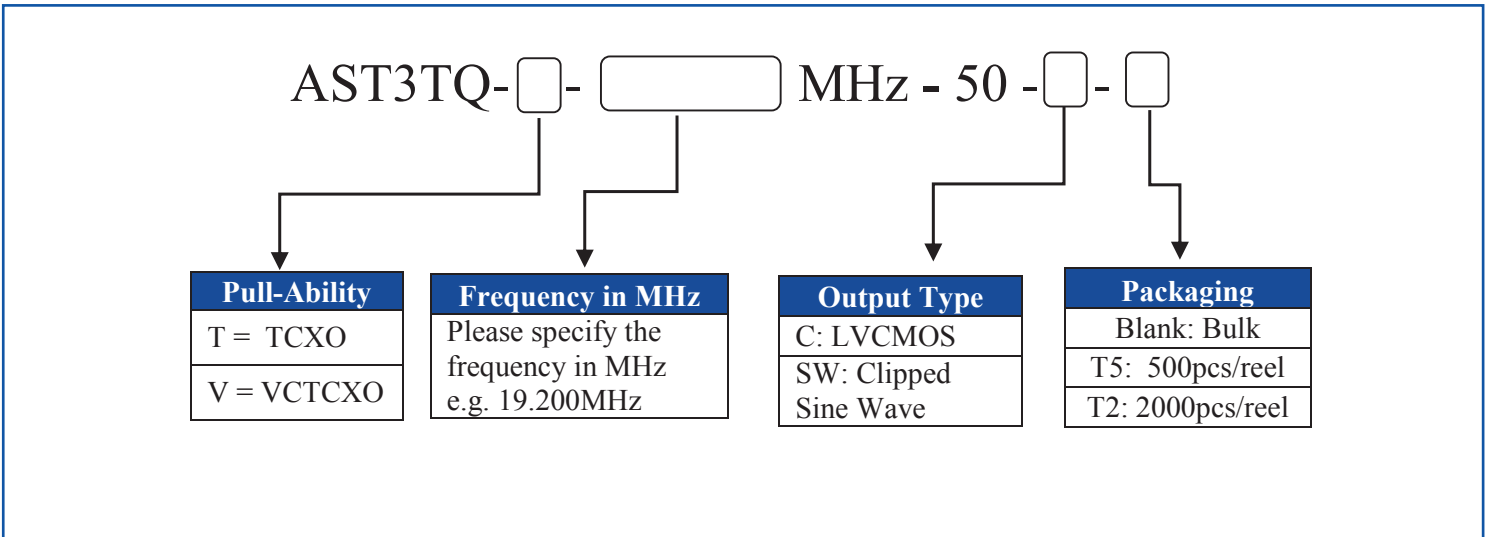 AST3TQ-□-□ MHz - 50 -□-□
Pull-Ability
T = TCXO
V = VCTCXO
Frequency in MHz
Please specify the
frequency in MHz
e.g. 19.200MHz
Output Type
C: LVCMOS
SW: Clipped
Sine Wave
Packaging
Blank: Bulk
T5: 500pcs/reel
T2: 2000pcs/reel